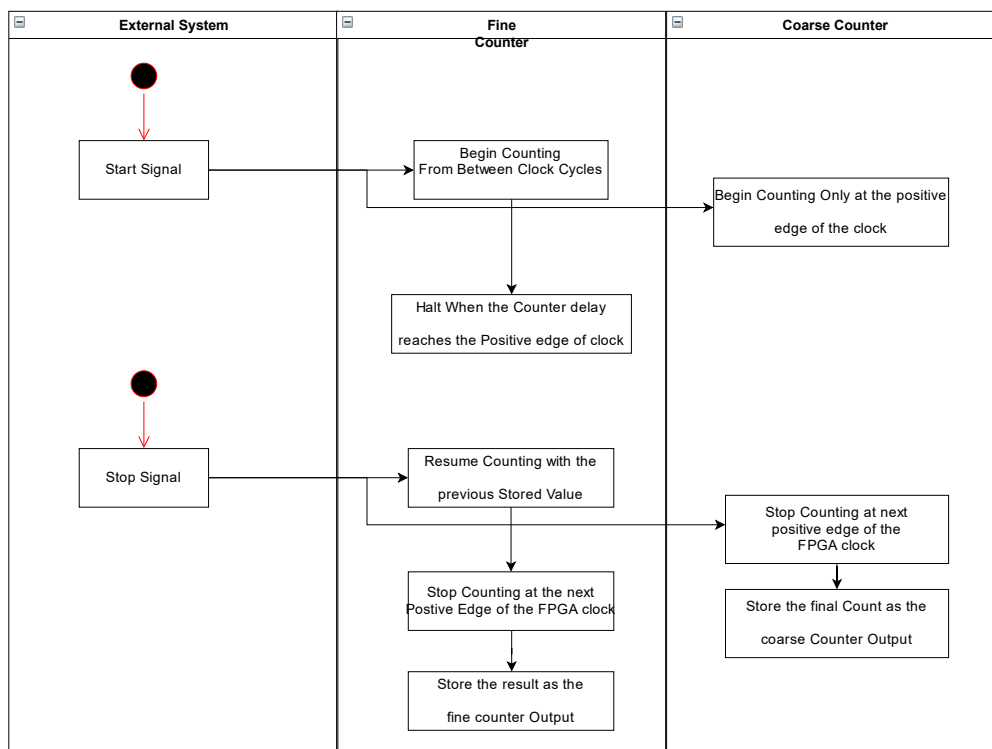 External System
Fine
Counter
Coarse Counter
Start Signal
Begin Counting
From Between Clock Cycles
Begin Counting Only at the positive
edge of the clock
Halt When the Counter delay
reaches the Positive edge of clock
Stop Signal
Resume Counting with the
previous Stored Value
Stop Counting at next
positive edge of the
FPGA clock
Stop Counting at the next
Postive Edge of the FPGA clock
Store the final Count as the
coarse Counter Output
Store the result as the
fine counter Output